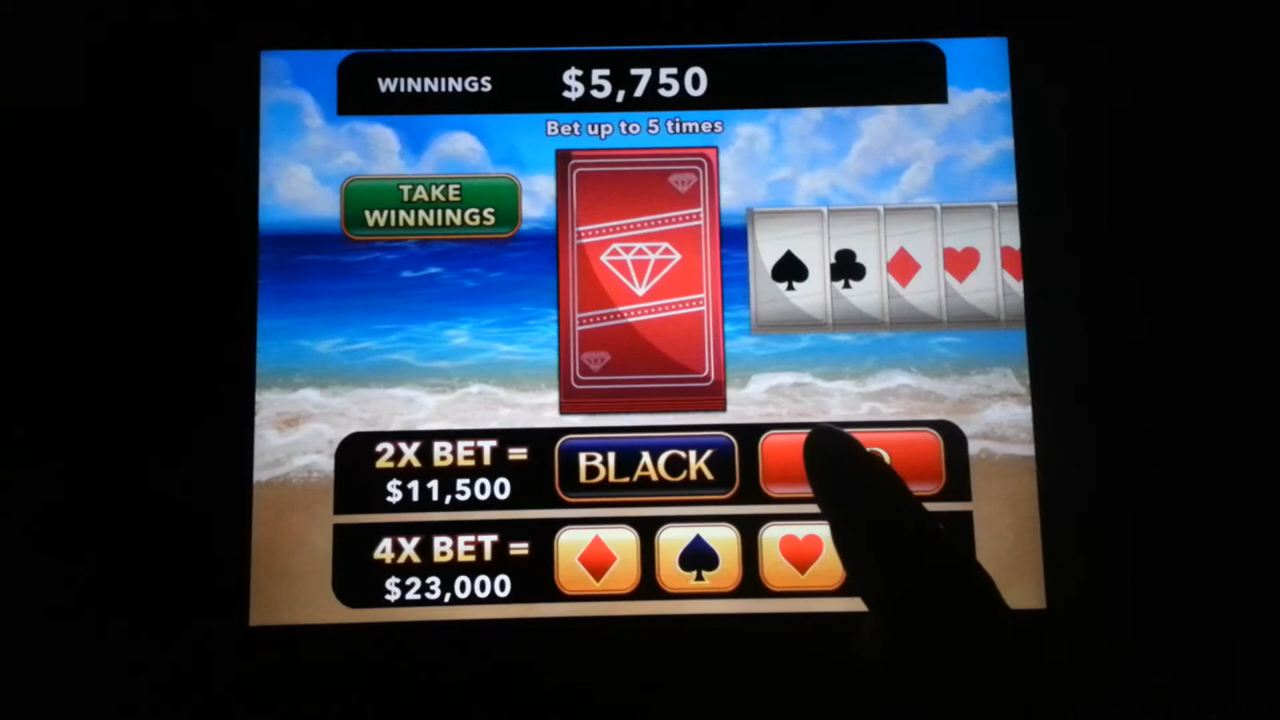 WINNINGS $5,750
Bet up to 5 times
TAKE
WINNINGS
2X BET =
$11,500
BLACK
4X BET =
$23,000